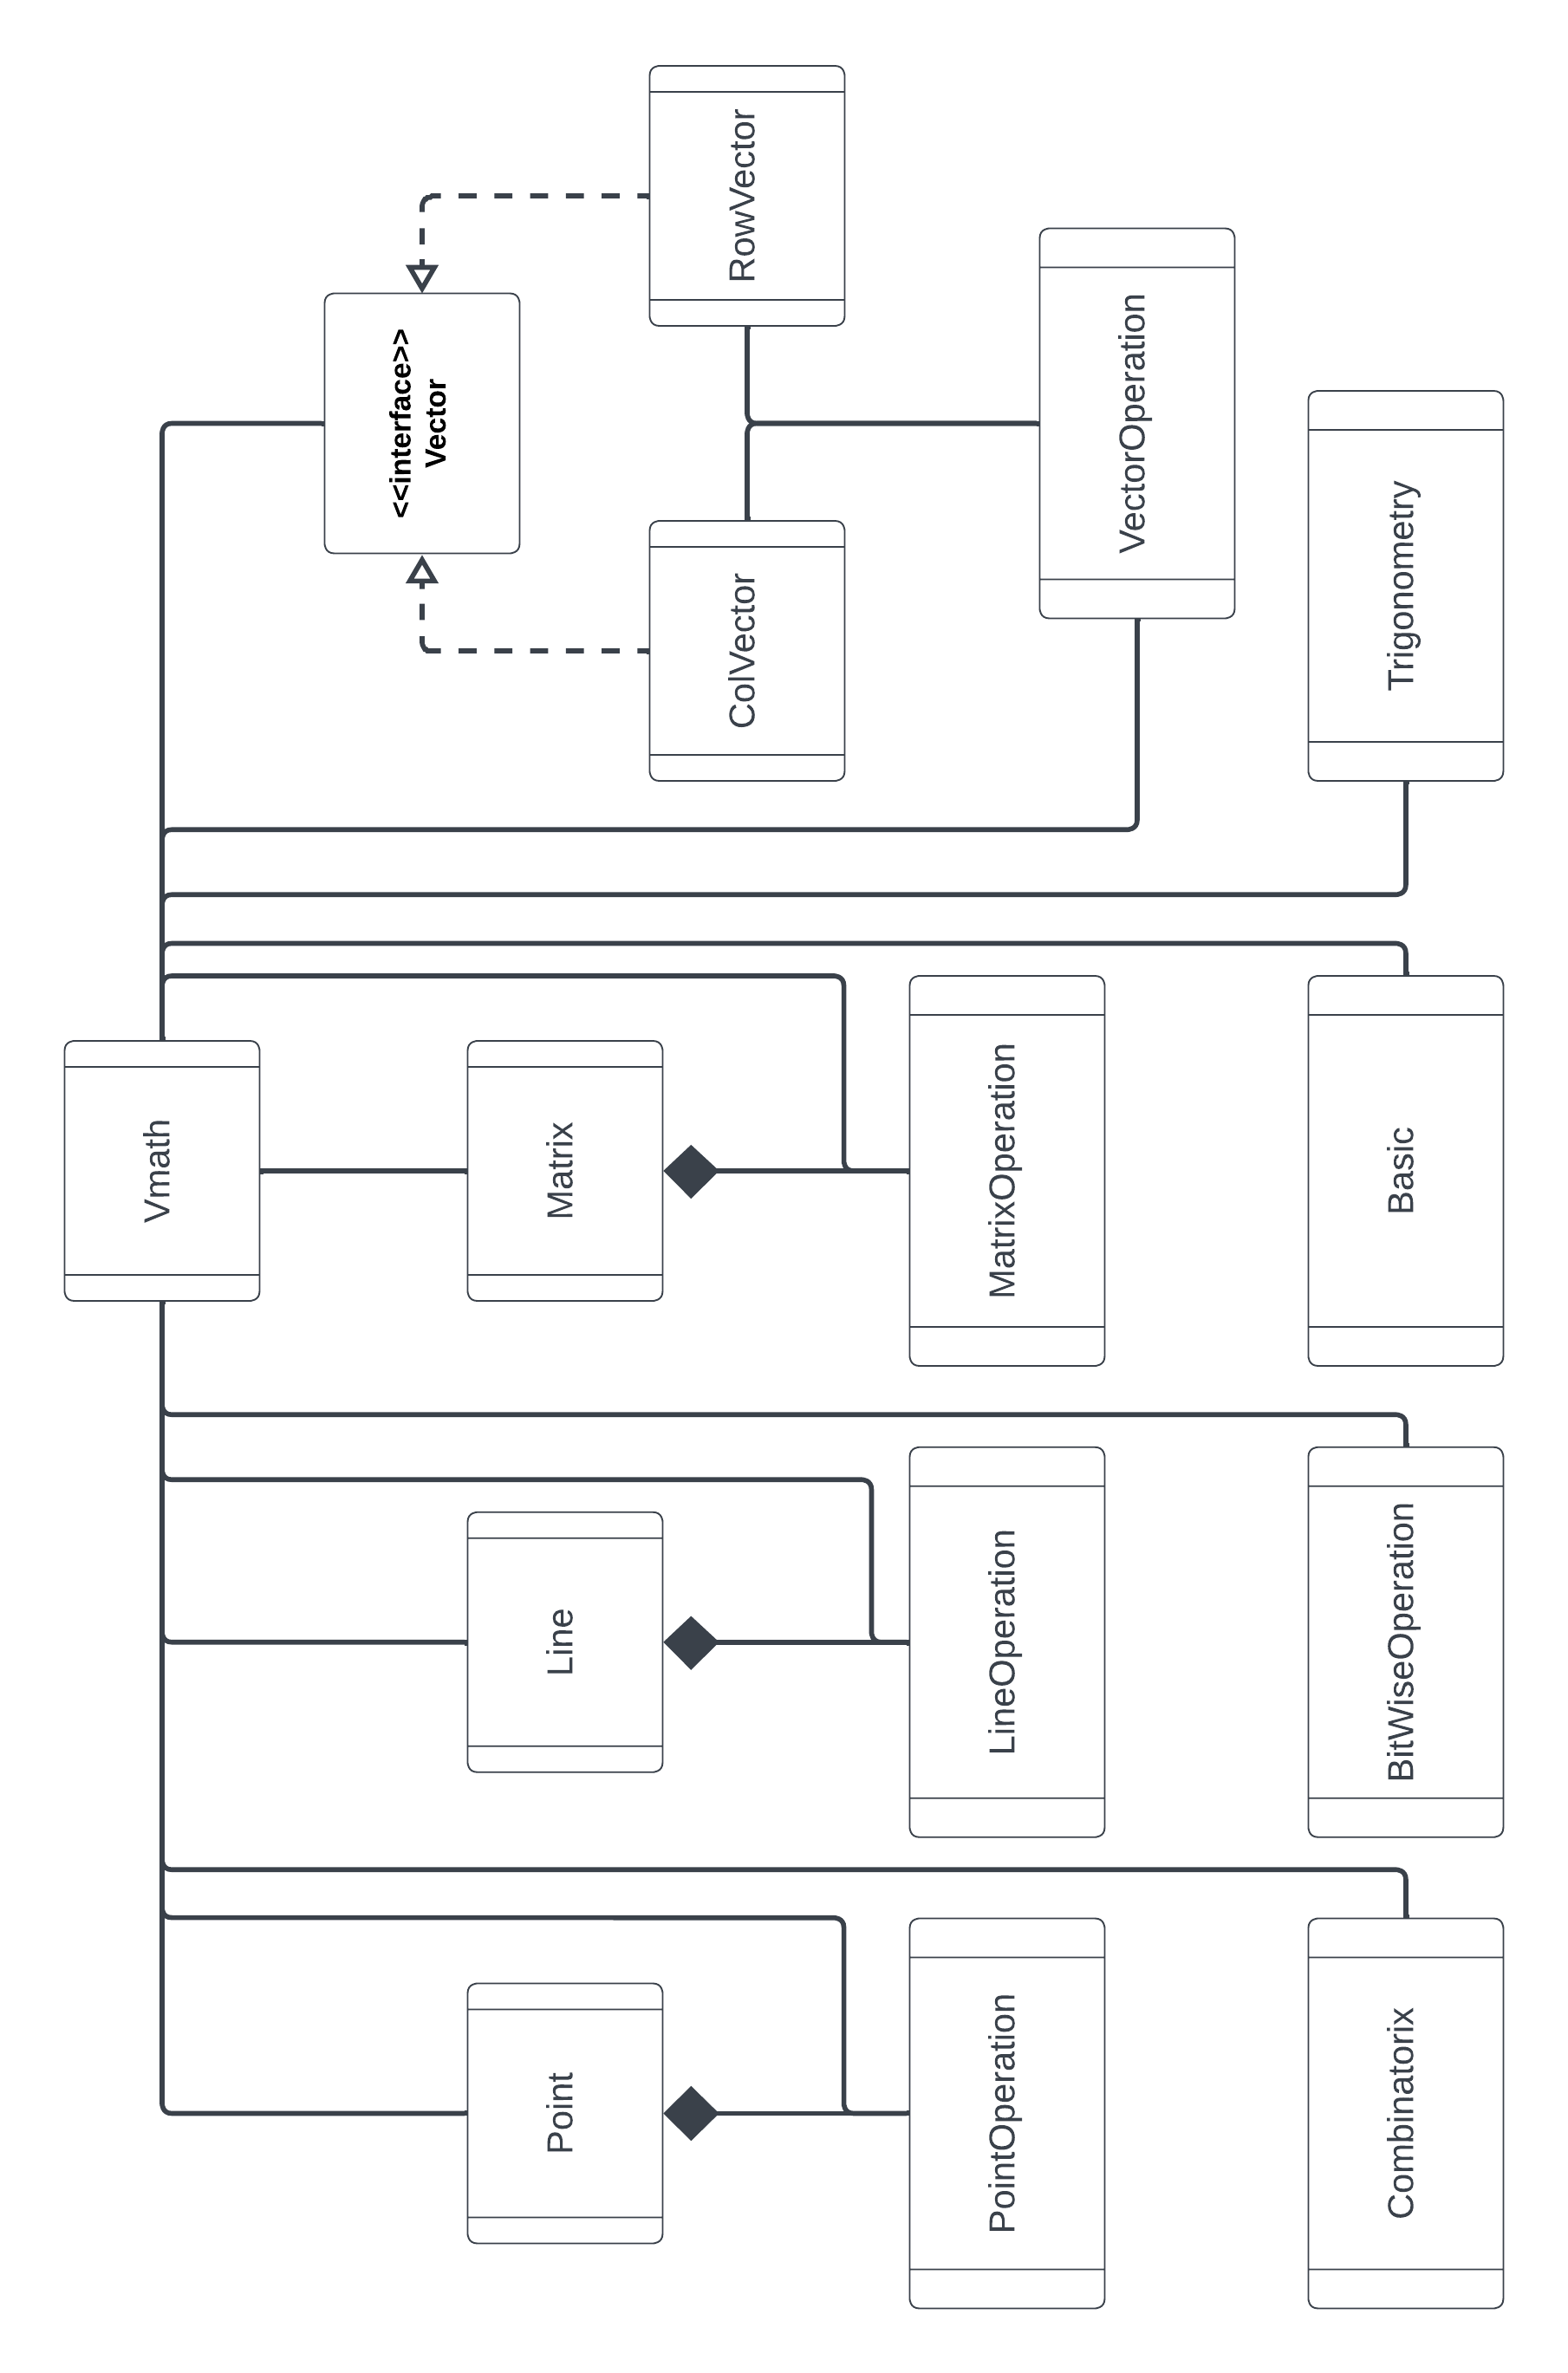 Vmath
<<interface>>
Vector
Point
Line
Matrix
ColVector
RowVector
PointOperation
LineOperation
MatrixOperation
VectorOperation
Combinatorix
BitWiseOperation
Basic
Trigonometry